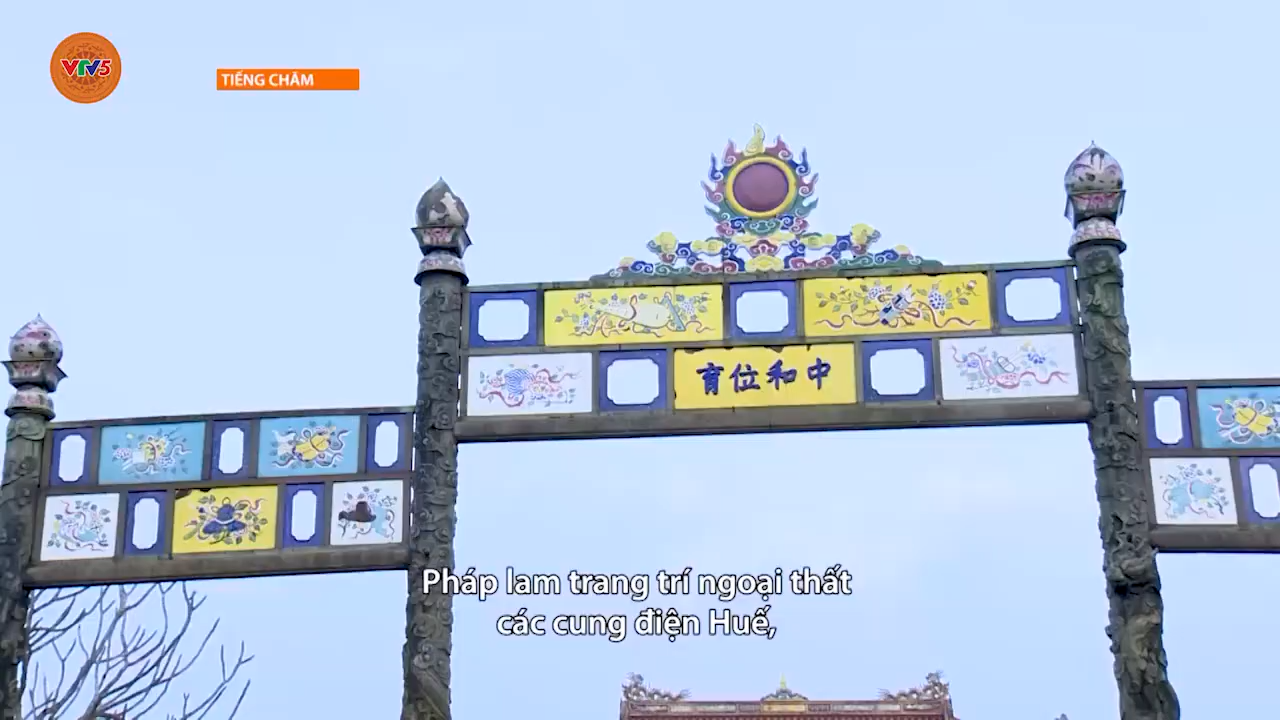 VTV5
TIẾNG CHĂM
中和位育
Pháp lam trang trí ngoại thất
các cung điện Huế,